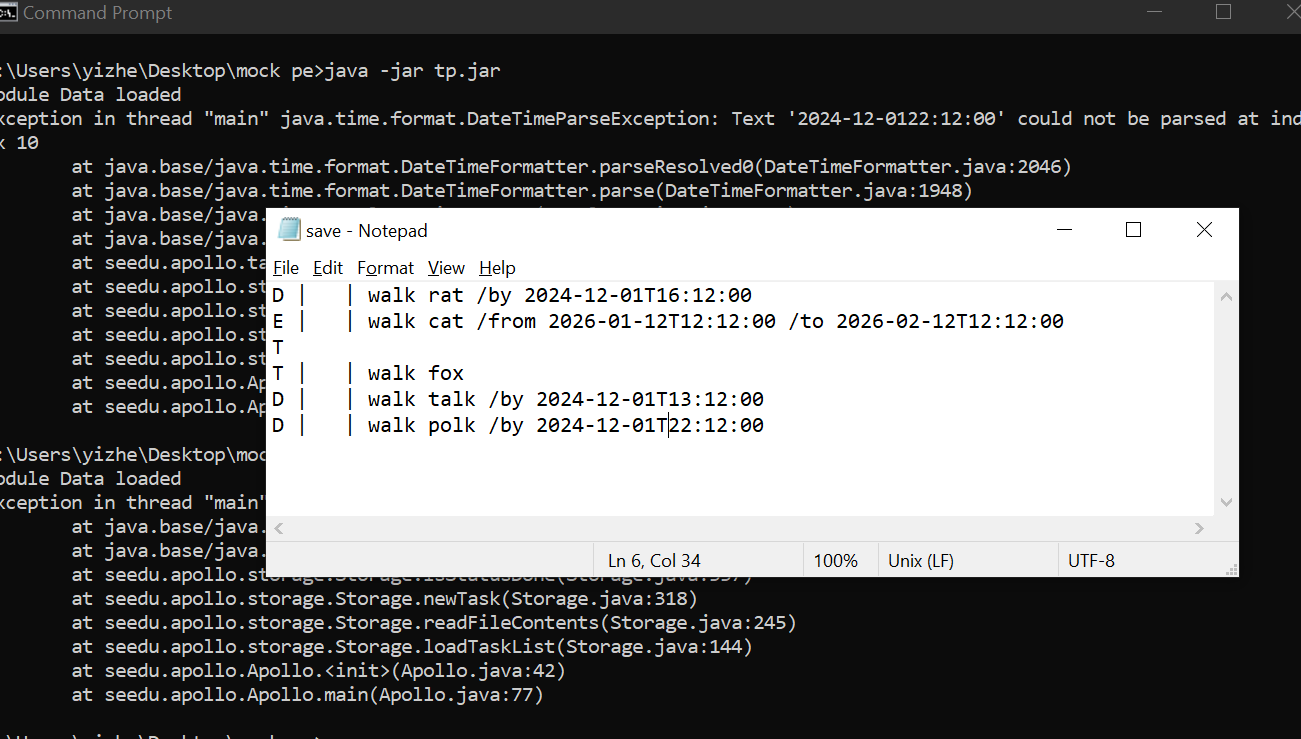 Command Prompt
:\Users\yizhe\Desktop\mock pe>java -jar tp.jar
odule Data loaded
xception in thread "main" java.time.format.DateTimeParseException: Text '2024-12-0122:12:00' could not be parsed at ind
x 10
at java.base/java.time.format.DateTimeFormatter.parseResolved0(DateTimeFormatter.java:2046)
at java.base/java.time.format.DateTimeFormatter.parse(DateTimeFormatter.java:1948)
at java.base/java.
at java.base/java.
at seedu.apollo.ta
at seedu.apollo.st
at seedu.apollo.st
at seedu.apollo.st
at seedu.apollo.st
at seedu.apollo.Ap
at seedu.apollo.Ap
save - Notepad
File Edit Format View Help
D |   | walk rat /by 2024-12-01T16:12:00
E |   | walk cat /from 2026-01-12T12:12:00 /to 2026-02-12T12:12:00
T
T |   | walk fox
D |   | walk talk /by 2024-12-01T13:12:00
D |   | walk polk /by 2024-12-01T22:12:00
Ln 6, Col 34 100% Unix (LF) UTF-8
:\Users\yizhe\Desktop\moc
odule Data loaded
xception in thread "main"
at java.base/java.
at java.base/java.
at seedu.apollo.storage.Storage.isStatusDone(Storage.java:
at seedu.apollo.storage.Storage.newTask(Storage.java:318)
at seedu.apollo.storage.Storage.readFileContents(Storage.java:245)
at seedu.apollo.storage.Storage.loadTaskList(Storage.java:144)
at seedu.apollo.Apollo.<init>(Apollo.java:42)
at seedu.apollo.Apollo.main(Apollo.java:77)